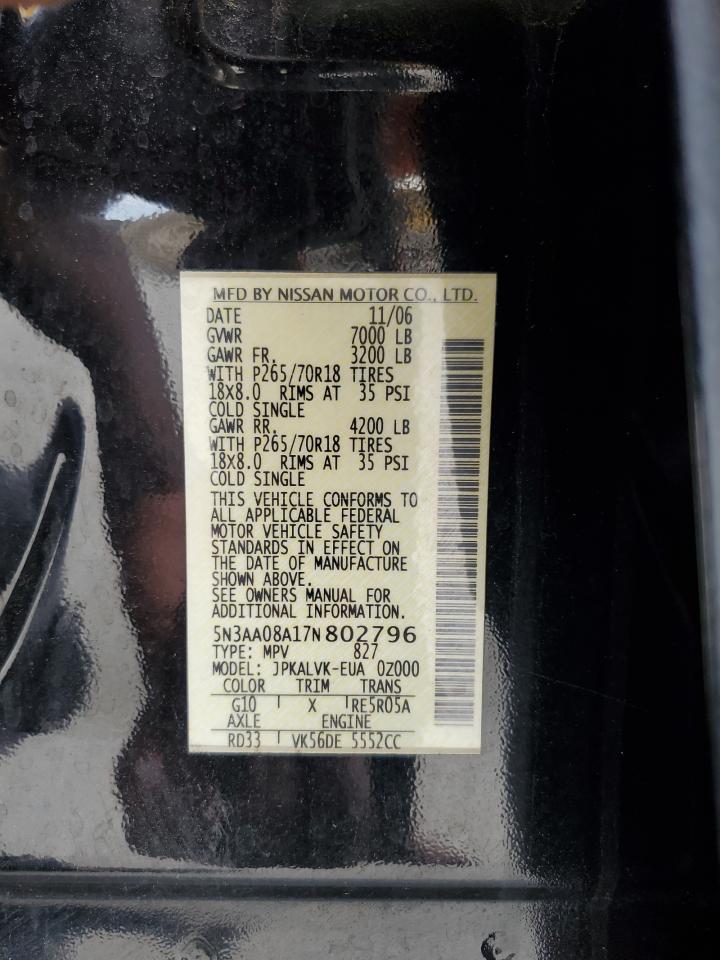 MFD BY NISSAN MOTOR CO., LTD.
DATE 11/06
GVWR 7000 LB
GAWR FR. 3200 LB
WITH P265/70R18 TIRES
18X8.0 RIMS AT 35 PSI
COLD SINGLE
GAWR RR. 4200 LB
WITH P265/70R18 TIRES
18X8.0 RIMS AT 35 PSI
COLD SINGLE
THIS VEHICLE CONFORMS TO
ALL APPLICABLE FEDERAL
MOTOR VEHICLE SAFETY
STANDARDS IN EFFECT ON
THE DATE OF MANUFACTURE
SHOWN ABOVE.
SEE OWNERS MANUAL FOR
ADDITIONAL INFORMATION.
5N3AA08A17N802796
TYPE: MPV 827
MODEL: JPKALVK-EUA 0Z000
COLOR TRIM TRANS
G10 X RE5R05A
AXLE ENGINE
RD33 VK56DE 5552CC